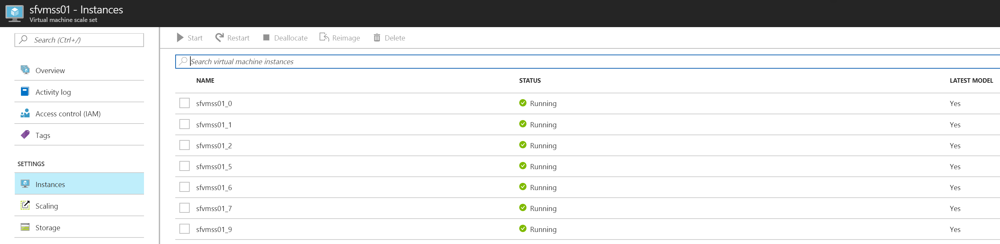 sfvmss01 - Instances
Virtual machine scale set
Search (Ctrl+/)
Overview
Activity log
Access control (IAM)
Tags
SETTINGS
Instances
Scaling
Storage
Start Restart Deallocate Reimage Delete
Search virtual machine instances
NAME STATUS LATEST MODEL
sfvmss01_0 Running Yes
sfvmss01_1 Running Yes
sfvmss01_2 Running Yes
sfvmss01_5 Running Yes
sfvmss01_6 Running Yes
sfvmss01_7 Running Yes
sfvmss01_9 Running Yes